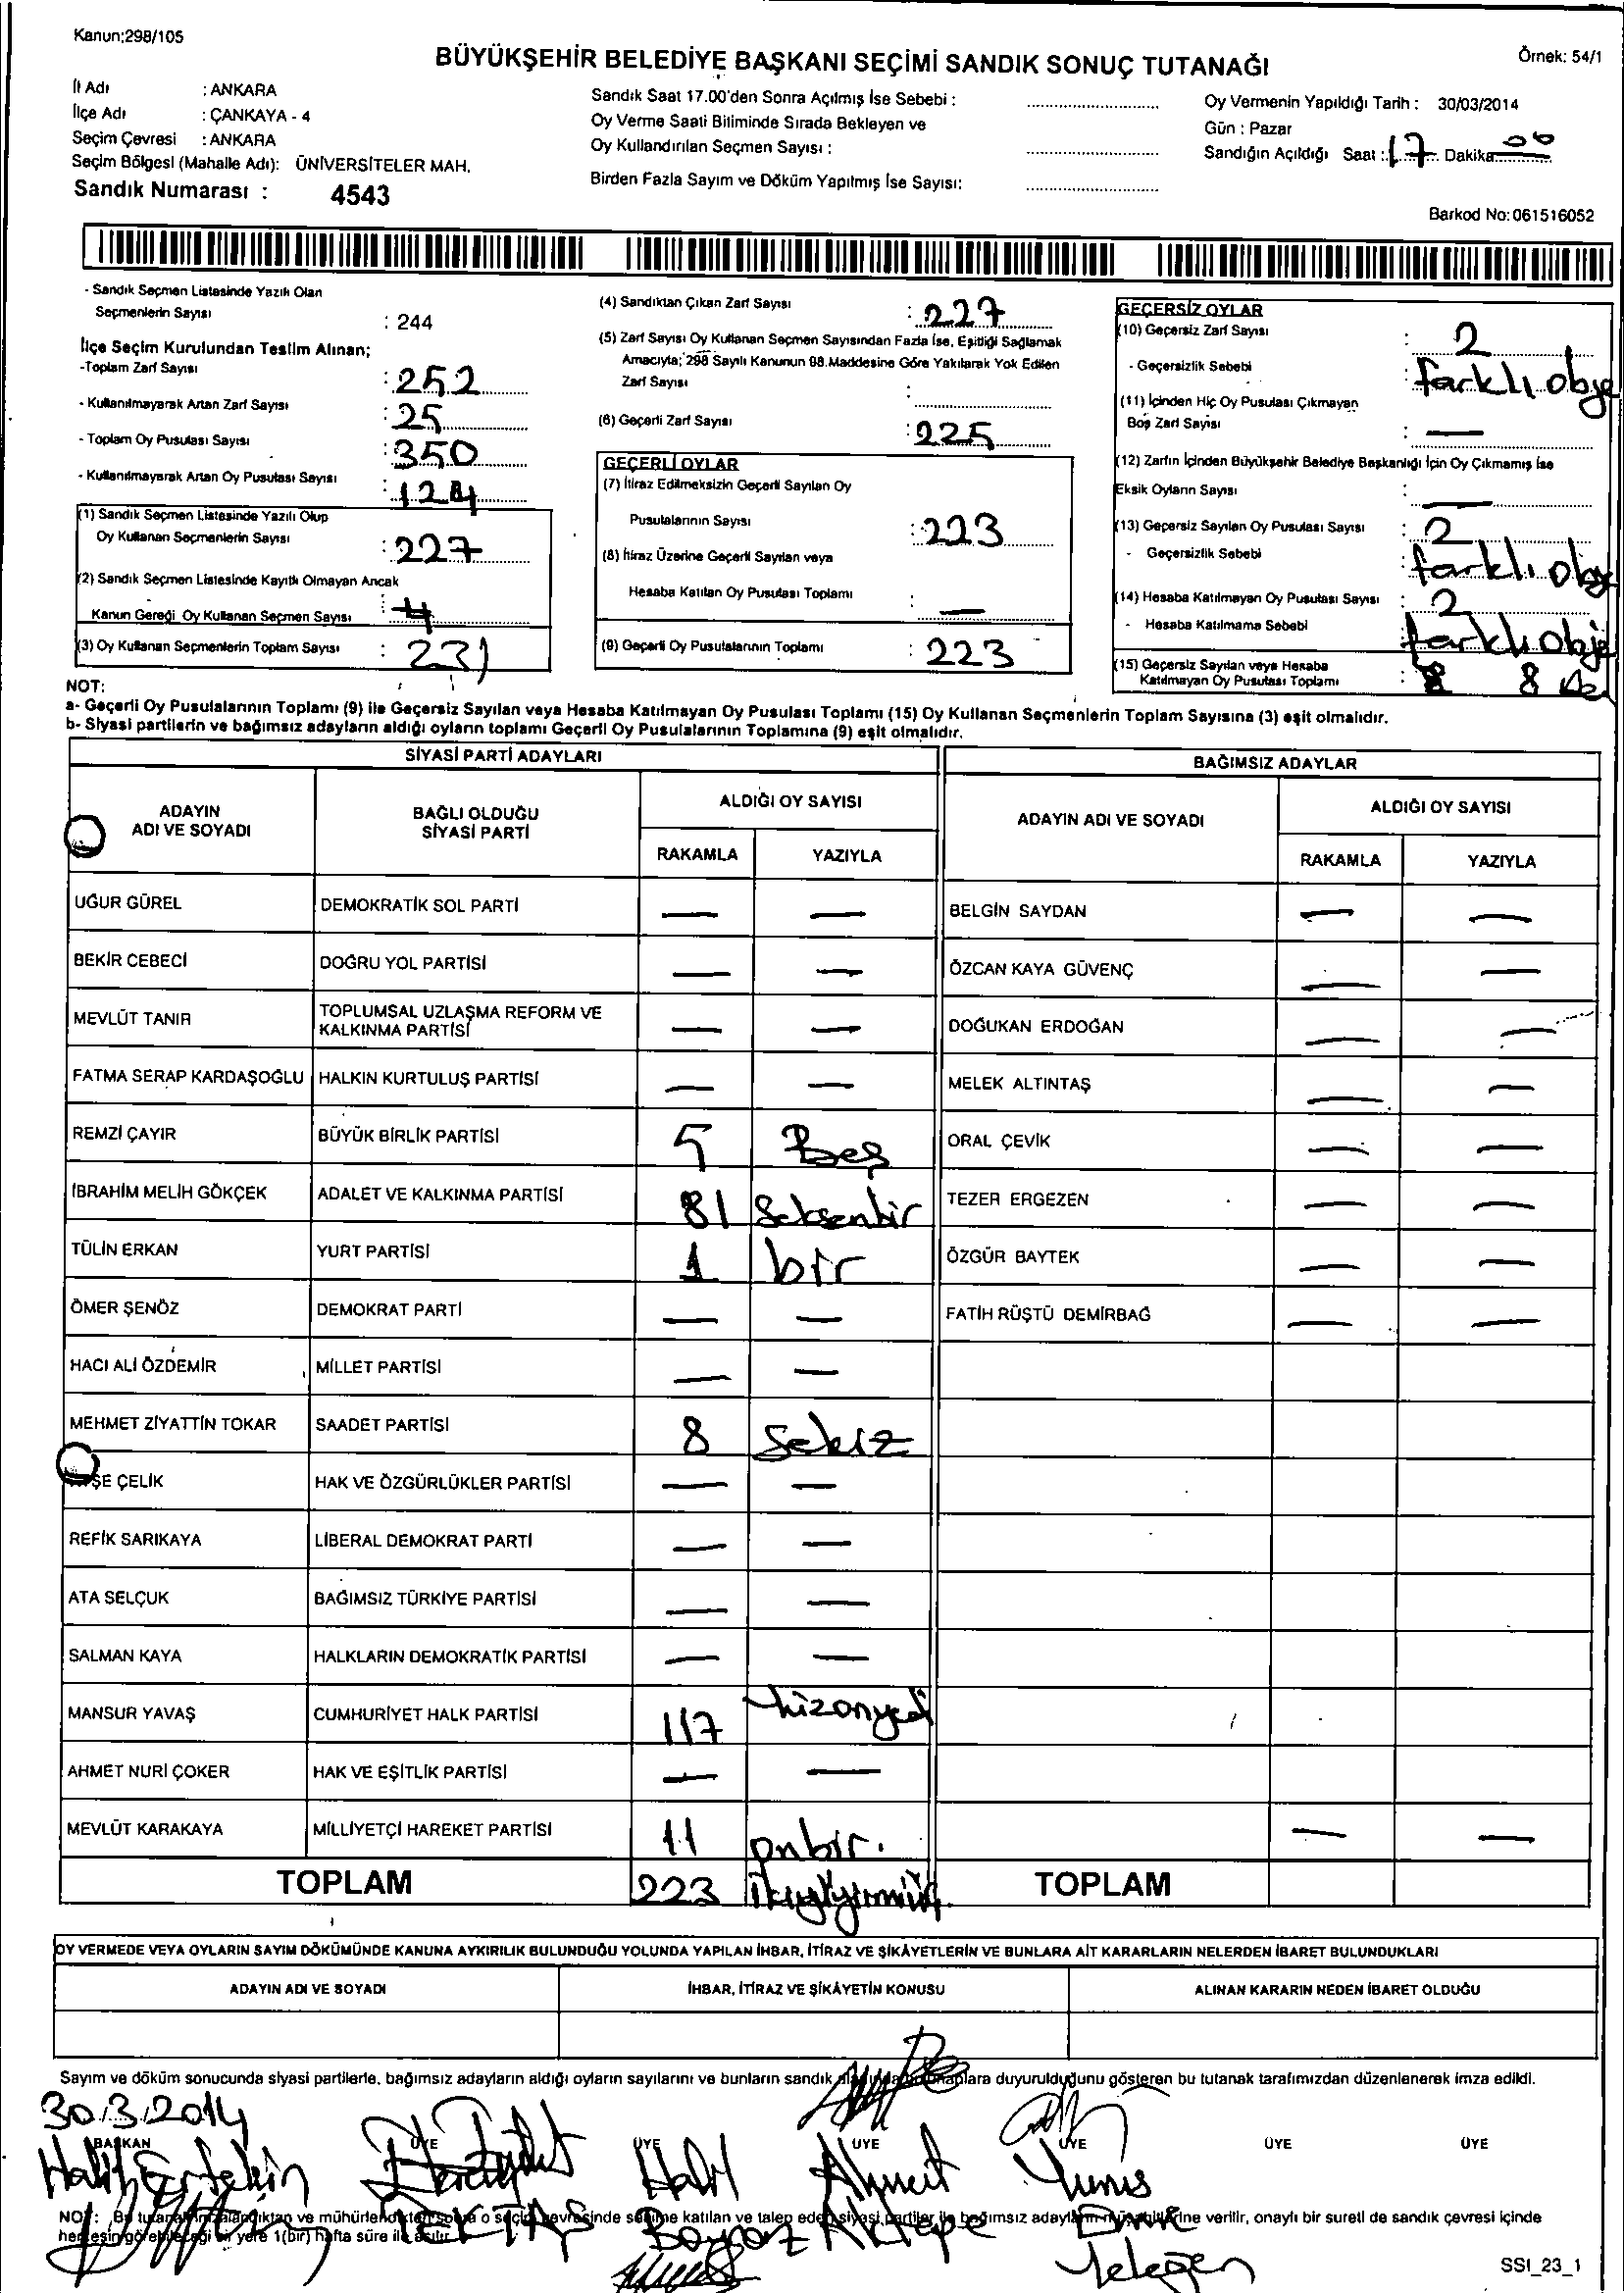 Kanun:298/105
BÜYÜKŞEHİR BELEDİYE BAŞKANI SEÇİMİ SANDIK SONUÇ TUTANAĞI
Örnek: 54/1
İl Adı : ANKARA
İlçe Adı : ÇANKAYA - 4
Seçim Çevresi : ANKARA
Seçim Bölgesi (Mahalle Adı): ÜNİVERSİTELER MAH.
Sandık Numarası : 4543
Sandık Saat 17.00'den Sonra Açılmış İse Sebebi :
Oy Verme Saati Bitiminde Sırada Bekleyen ve
Oy Kullandırılan Seçmen Sayısı :
Birden Fazla Sayım ve Döküm Yapılmış İse Sayısı:
Oy Vermenin Yapıldığı Tarih : 30/03/2014
Gün : Pazar
Sandığın Açıldığı Saat : 17 Dakika 00
Barkod No: 061516052
- Sandık Seçmen Listesinde Yazılı Olan
Seçmenlerin Sayısı : 244
İlçe Seçim Kurulundan Teslim Alınan;
-Toplam Zarf Sayısı : 252
- Kullanılmayarak Artan Zarf Sayısı : 25
- Toplam Oy Pusulası Sayısı : 350
- Kullanılmayarak Artan Oy Pusulası Sayısı : 124
(1) Sandık Seçmen Listesinde Yazılı Olup
Oy Kullanan Seçmenlerin Sayısı : 227
(2) Sandık Seçmen Listesinde Kayıtlı Olmayan Ancak
Kanun Gereği Oy Kullanan Seçmen Sayısı : 4
(3) Oy Kullanan Seçmenlerin Toplam Sayısı : 231
(4) Sandıktan Çıkan Zarf Sayısı : 227
(5) Zarf Sayısı Oy Kullanan Seçmen Sayısından Fazla İse, Eşitliği Sağlamak
Amacıyla; 298 Sayılı Kanunun 98.Maddesine Göre Yakılarak Yok Edilen
Zarf Sayısı :
(6) Geçerli Zarf Sayısı : 225
GEÇERLİ OYLAR
(7) İtiraz Edilmeksizin Geçerli Sayılan Oy
Pusulalarının Sayısı : 223
(8) İtiraz Üzerine Geçerli Sayılan veya
Hesaba Katılan Oy Pusulası Toplamı : —
(9) Geçerli Oy Pusulalarının Toplamı : 223
GEÇERSİZ OYLAR
(10) Geçersiz Zarf Sayısı : 2
- Geçersizlik Sebebi : farklı obje
(11) İçinden Hiç Oy Pusulası Çıkmayan
Boş Zarf Sayısı : —
(12) Zarfın İçinden Büyükşehir Belediye Başkanlığı İçin Oy Çıkmamış İse
Eksik Oyların Sayısı : —
(13) Geçersiz Sayılan Oy Pusulası Sayısı : 2
- Geçersizlik Sebebi : farklı obje
(14) Hesaba Katılmayan Oy Pusulası Sayısı : 2
- Hesaba Katılmama Sebebi : farklı obje
(15) Geçersiz Sayılan veya Hesaba
Katılmayan Oy Pusulası Toplamı : 8 8
NOT:
a- Geçerli Oy Pusulalarının Toplamı (9) ile Geçersiz Sayılan veya Hesaba Katılmayan Oy Pusulası Toplamı (15) Oy Kullanan Seçmenlerin Toplam Sayısına (3) eşit olmalıdır.
b- Siyasi partilerin ve bağımsız adayların aldığı oyların toplamı Geçerli Oy Pusulalarının Toplamına (9) eşit olmalıdır.
SİYASİ PARTİ ADAYLARI
ADAYIN ADI VE SOYADI BAĞLI OLDUĞU SİYASİ PARTİ ALDIĞI OY SAYISI
RAKAMLA YAZIYLA
UĞUR GÜREL DEMOKRATİK SOL PARTİ — —
BEKİR CEBECİ DOĞRU YOL PARTİSİ — —
MEVLÜT TANIR TOPLUMSAL UZLAŞMA REFORM VE KALKINMA PARTİSİ — —
FATMA SERAP KARDAŞOĞLU HALKIN KURTULUŞ PARTİSİ — —
REMZİ ÇAYIR BÜYÜK BİRLİK PARTİSİ 5 Beş
İBRAHİM MELİH GÖKÇEK ADALET VE KALKINMA PARTİSİ 81 Seksenbir
TÜLİN ERKAN YURT PARTİSİ 1 bir
ÖMER ŞENÖZ DEMOKRAT PARTİ — —
HACI ALİ ÖZDEMİR MİLLET PARTİSİ — —
MEHMET ZİYATTİN TOKAR SAADET PARTİSİ 8 Sekiz
ŞE ÇELİK HAK VE ÖZGÜRLÜKLER PARTİSİ — —
REFİK SARIKAYA LİBERAL DEMOKRAT PARTİ — —
ATA SELÇUK BAĞIMSIZ TÜRKİYE PARTİSİ — —
SALMAN KAYA HALKLARIN DEMOKRATİK PARTİSİ — —
MANSUR YAVAŞ CUMHURİYET HALK PARTİSİ 117 Yüzonyedi
AHMET NURİ ÇOKER HAK VE EŞİTLİK PARTİSİ — —
MEVLÜT KARAKAYA MİLLİYETÇİ HAREKET PARTİSİ 11 onbir.
TOPLAM 223 ikiyüzyirmiüç
BAĞIMSIZ ADAYLAR
ADAYIN ADI VE SOYADI ALDIĞI OY SAYISI
RAKAMLA YAZIYLA
BELGİN SAYDAN — —
ÖZCAN KAYA GÜVENÇ — —
DOĞUKAN ERDOĞAN — —
MELEK ALTINTAŞ — —
ORAL ÇEVİK — —
TEZER ERGEZEN — —
ÖZGÜR BAYTEK — —
FATİH RÜŞTÜ DEMİRBAĞ — —
— —
TOPLAM
OY VERMEDE VEYA OYLARIN SAYIM DÖKÜMÜNDE KANUNA AYKIRILIK BULUNDUĞU YOLUNDA YAPILAN İHBAR, İTİRAZ VE ŞİKÂYETLERİN VE BUNLARA AİT KARARLARIN NELERDEN İBARET BULUNDUKLARI
ADAYIN ADI VE SOYADI İHBAR, İTİRAZ VE ŞİKÂYETİN KONUSU ALINAN KARARIN NEDEN İBARET OLDUĞU
Sayım ve döküm sonucunda siyasi partilerle, bağımsız adayların aldığı oyların sayılarını ve bunların sandık duyurulduğunu gösteren bu tutanak tarafımızdan düzenlenerek imza edildi.
30.3.2014
BAŞKAN ÜYE ÜYE ÜYE ÜYE ÜYE ÜYE
Halil Ahmet Yunus
BEKTAŞ Boyraz Aktepe Emre
Yeleğen
NOT: Bu ve mühürlendikten sonra o seçim çevresinde seçime katılan ve talep eden siyasi partiler ile bağımsız adayların verilir, onaylı bir sureti de sandık çevresi içinde
herkesin görebileceği bir yere 1(bir) hafta süre ile asılır.
SSI_23_1